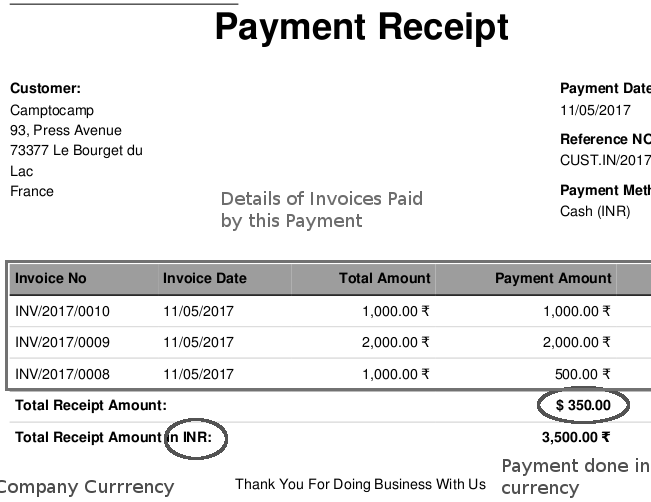 Payment Receipt
Customer:
Camptocamp
93, Press Avenue
73377 Le Bourget du
Lac
France
Payment Date
11/05/2017
Reference NO
CUST.IN/2017
Payment Meth
Cash (INR)
Details of Invoices Paid
by this Payment
Invoice No Invoice Date Total Amount Payment Amount
INV/2017/0010 11/05/2017 1,000.00 ₹ 1,000.00 ₹
INV/2017/0009 11/05/2017 2,000.00 ₹ 2,000.00 ₹
INV/2017/0008 11/05/2017 1,000.00 ₹ 500.00 ₹
Total Receipt Amount: $ 350.00
Total Receipt Amount in INR: 3,500.00 ₹
Company Currrency
Thank You For Doing Business With Us
Payment done in
currency